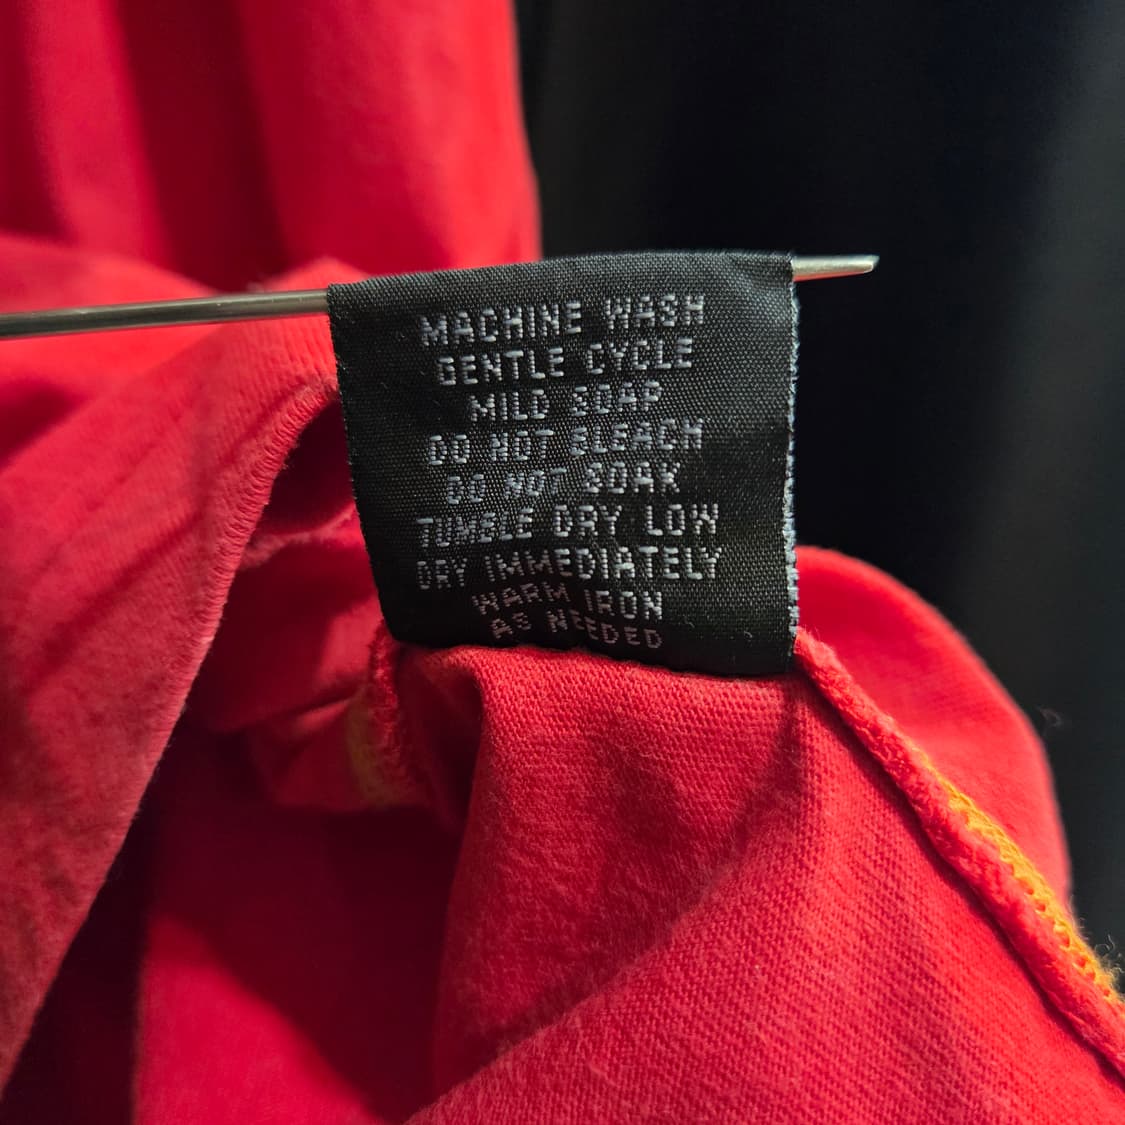 MACHINE WASH
GENTLE CYCLE
MILD SOAP
DO NOT BLEACH
DO NOT SOAK
TUMBLE DRY LOW
DRY IMMEDIATELY
WARM IRON
AS NEEDED